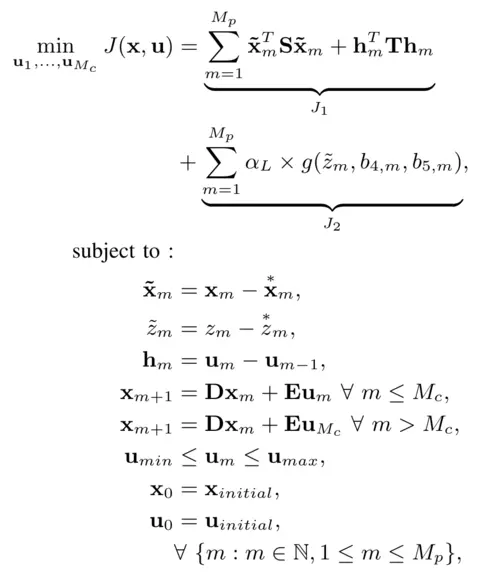 $$\min_{\mathbf{u}_1,\ldots,\mathbf{u}_{M_c}} J(\mathbf{x},\mathbf{u}) = \underbrace{\sum_{m=1}^{M_p} \tilde{\mathbf{x}}_m^T \mathbf{S} \tilde{\mathbf{x}}_m + \mathbf{h}_m^T \mathbf{T} \mathbf{h}_m}_{J_1}$$
$$+ \underbrace{\sum_{m=1}^{M_p} \alpha_L \times g(\tilde{z}_m, b_{4,m}, b_{5,m})}_{J_2},$$
subject to :
$$\tilde{\mathbf{x}}_m = \mathbf{x}_m - \overset{*}{\mathbf{x}}_m,$$
$$\tilde{z}_m = z_m - \overset{*}{z}_m,$$
$$\mathbf{h}_m = \mathbf{u}_m - \mathbf{u}_{m-1},$$
$$\mathbf{x}_{m+1} = \mathbf{D}\mathbf{x}_m + \mathbf{E}\mathbf{u}_m \ \forall \ m \leq M_c,$$
$$\mathbf{x}_{m+1} = \mathbf{D}\mathbf{x}_m + \mathbf{E}\mathbf{u}_{M_c} \ \forall \ m > M_c,$$
$$\mathbf{u}_{min} \leq \mathbf{u}_m \leq \mathbf{u}_{max},$$
$$\mathbf{x}_0 = \mathbf{x}_{initial},$$
$$\mathbf{u}_0 = \mathbf{u}_{initial},$$
$$\forall \ \{m : m \in \mathbb{N}, 1 \leq m \leq M_p\},$$